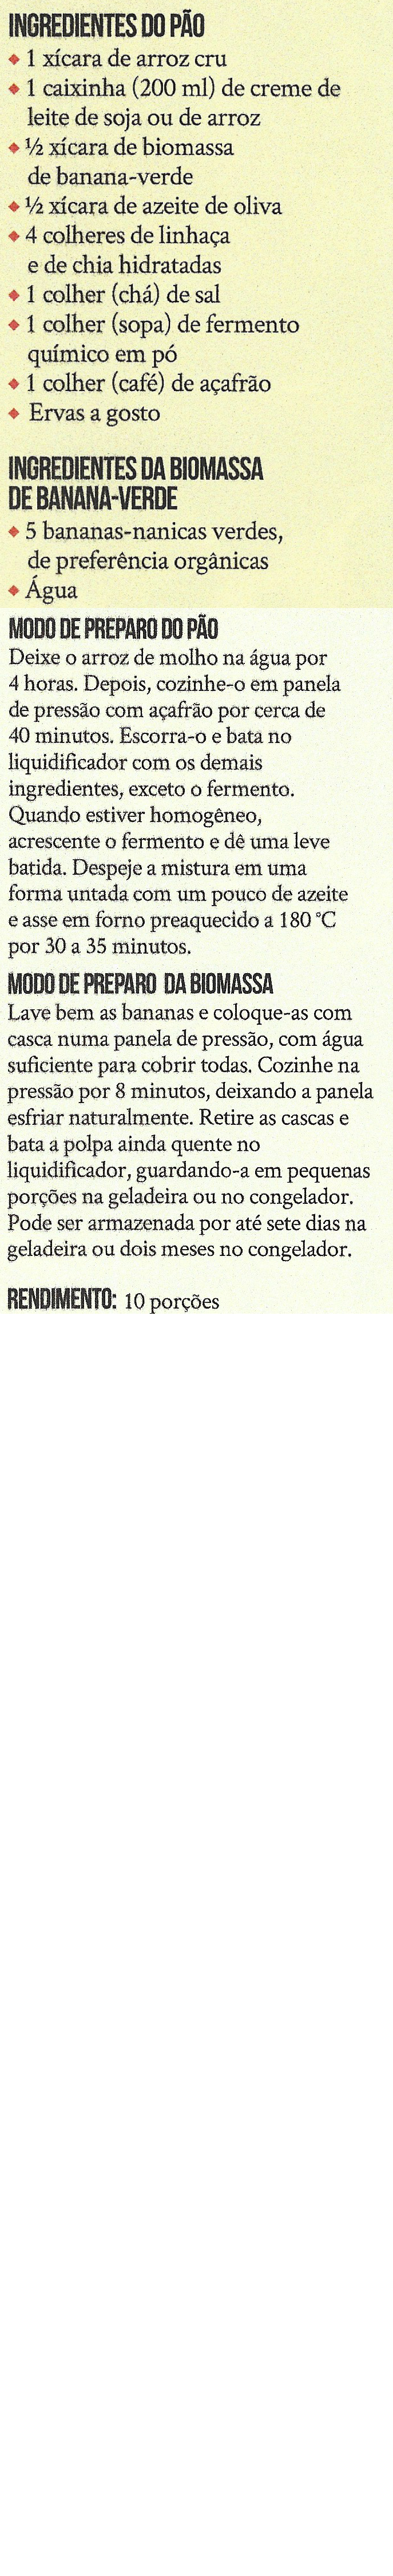 INGREDIENTES DO PÃO
◆ 1 xícara de arroz cru
◆ 1 caixinha (200 ml) de creme de
leite de soja ou de arroz
◆ ½ xícara de biomassa
de banana-verde
◆ ½ xícara de azeite de oliva
◆ 4 colheres de linhaça
e de chia hidratadas
◆ 1 colher (chá) de sal
◆ 1 colher (sopa) de fermento
químico em pó
◆ 1 colher (café) de açafrão
◆ Ervas a gosto
INGREDIENTES DA BIOMASSA
DE BANANA-VERDE
◆ 5 bananas-nanicas verdes,
de preferência orgânicas
◆ Água
MODO DE PREPARO DO PÃO
Deixe o arroz de molho na água por
4 horas. Depois, cozinhe-o em panela
de pressão com açafrão por cerca de
40 minutos. Escorra-o e bata no
liquidificador com os demais
ingredientes, exceto o fermento.
Quando estiver homogêneo,
acrescente o fermento e dê uma leve
batida. Despeje a mistura em uma
forma untada com um pouco de azeite
e asse em forno preaquecido a 180 °C
por 30 a 35 minutos.
MODO DE PREPARO DA BIOMASSA
Lave bem as bananas e coloque-as com
casca numa panela de pressão, com água
suficiente para cobrir todas. Cozinhe na
pressão por 8 minutos, deixando a panela
esfriar naturalmente. Retire as cascas e
bata a polpa ainda quente no
liquidificador, guardando-a em pequenas
porções na geladeira ou no congelador.
Pode ser armazenada por até sete dias na
geladeira ou dois meses no congelador.
RENDIMENTO: 10 porções